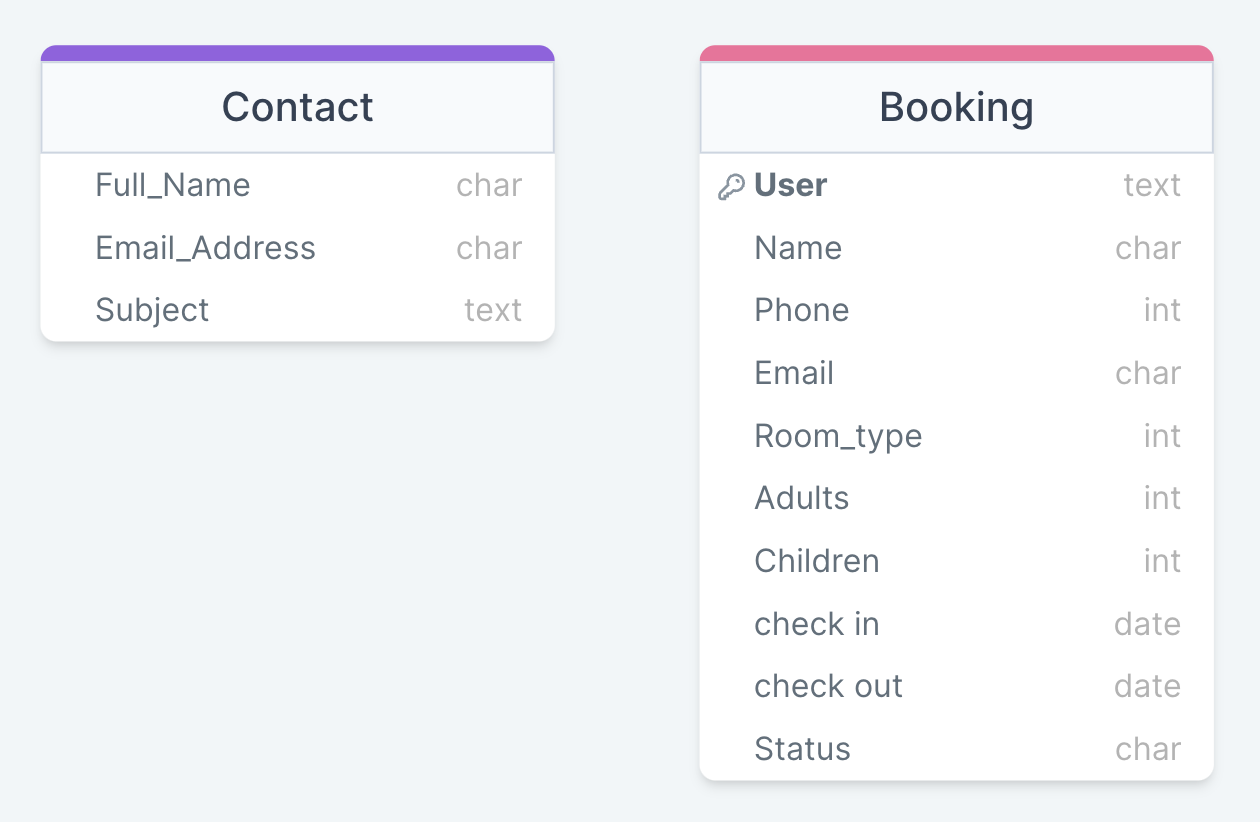 Contact
Full_Name char
Email_Address char
Subject text
Booking
User text
Name char
Phone int
Email char
Room_type int
Adults int
Children int
check in date
check out date
Status char